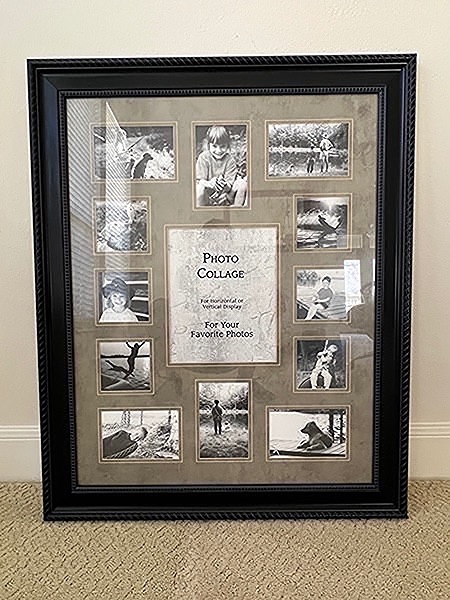 PHOTO
COLLAGE
For Horizontal or
Vertical Display
For Your
Favorite Photos